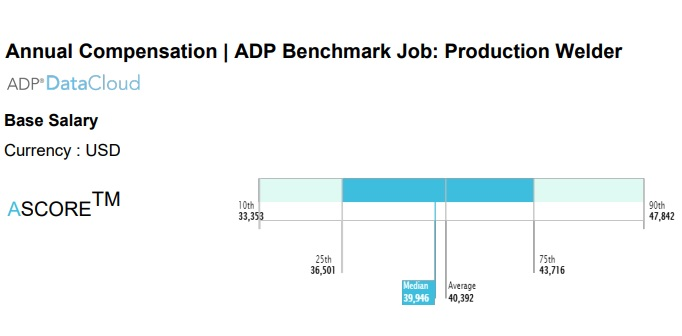 Annual Compensation | ADP Benchmark Job: Production Welder
ADP® DataCloud
Base Salary
Currency : USD
ASCORE™
10th
33,353
90th
47,842
25th
36,501
75th
43,716
Median
39,946
Average
40,392